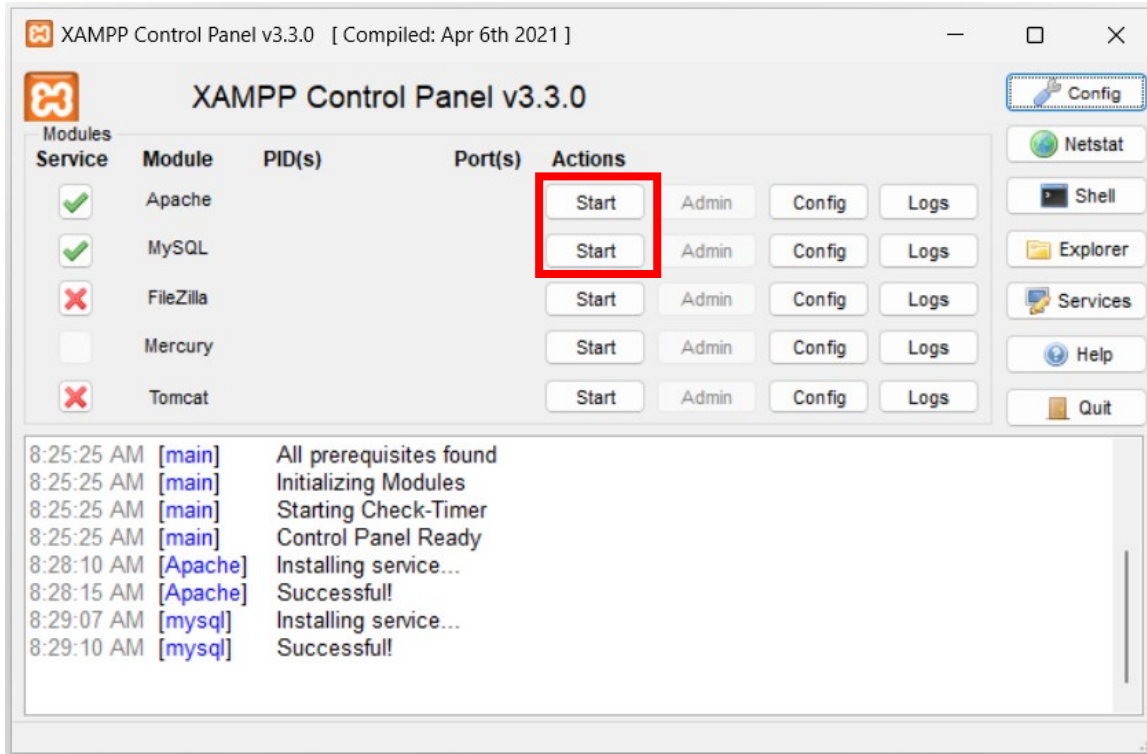 XAMPP Control Panel v3.3.0 [ Compiled: Apr 6th 2021 ]
XAMPP Control Panel v3.3.0
Config
Modules
Service Module PID(s) Port(s) Actions
Netstat
Apache Start Admin Config Logs
Shell
MySQL Start Admin Config Logs
Explorer
FileZilla Start Admin Config Logs
Services
Mercury Start Admin Config Logs
Help
Tomcat Start Admin Config Logs
Quit
8:25:25 AM [main] All prerequisites found
8:25:25 AM [main] Initializing Modules
8:25:25 AM [main] Starting Check-Timer
8:25:25 AM [main] Control Panel Ready
8:28:10 AM [Apache] Installing service...
8:28:15 AM [Apache] Successful!
8:29:07 AM [mysql] Installing service...
8:29:10 AM [mysql] Successful!